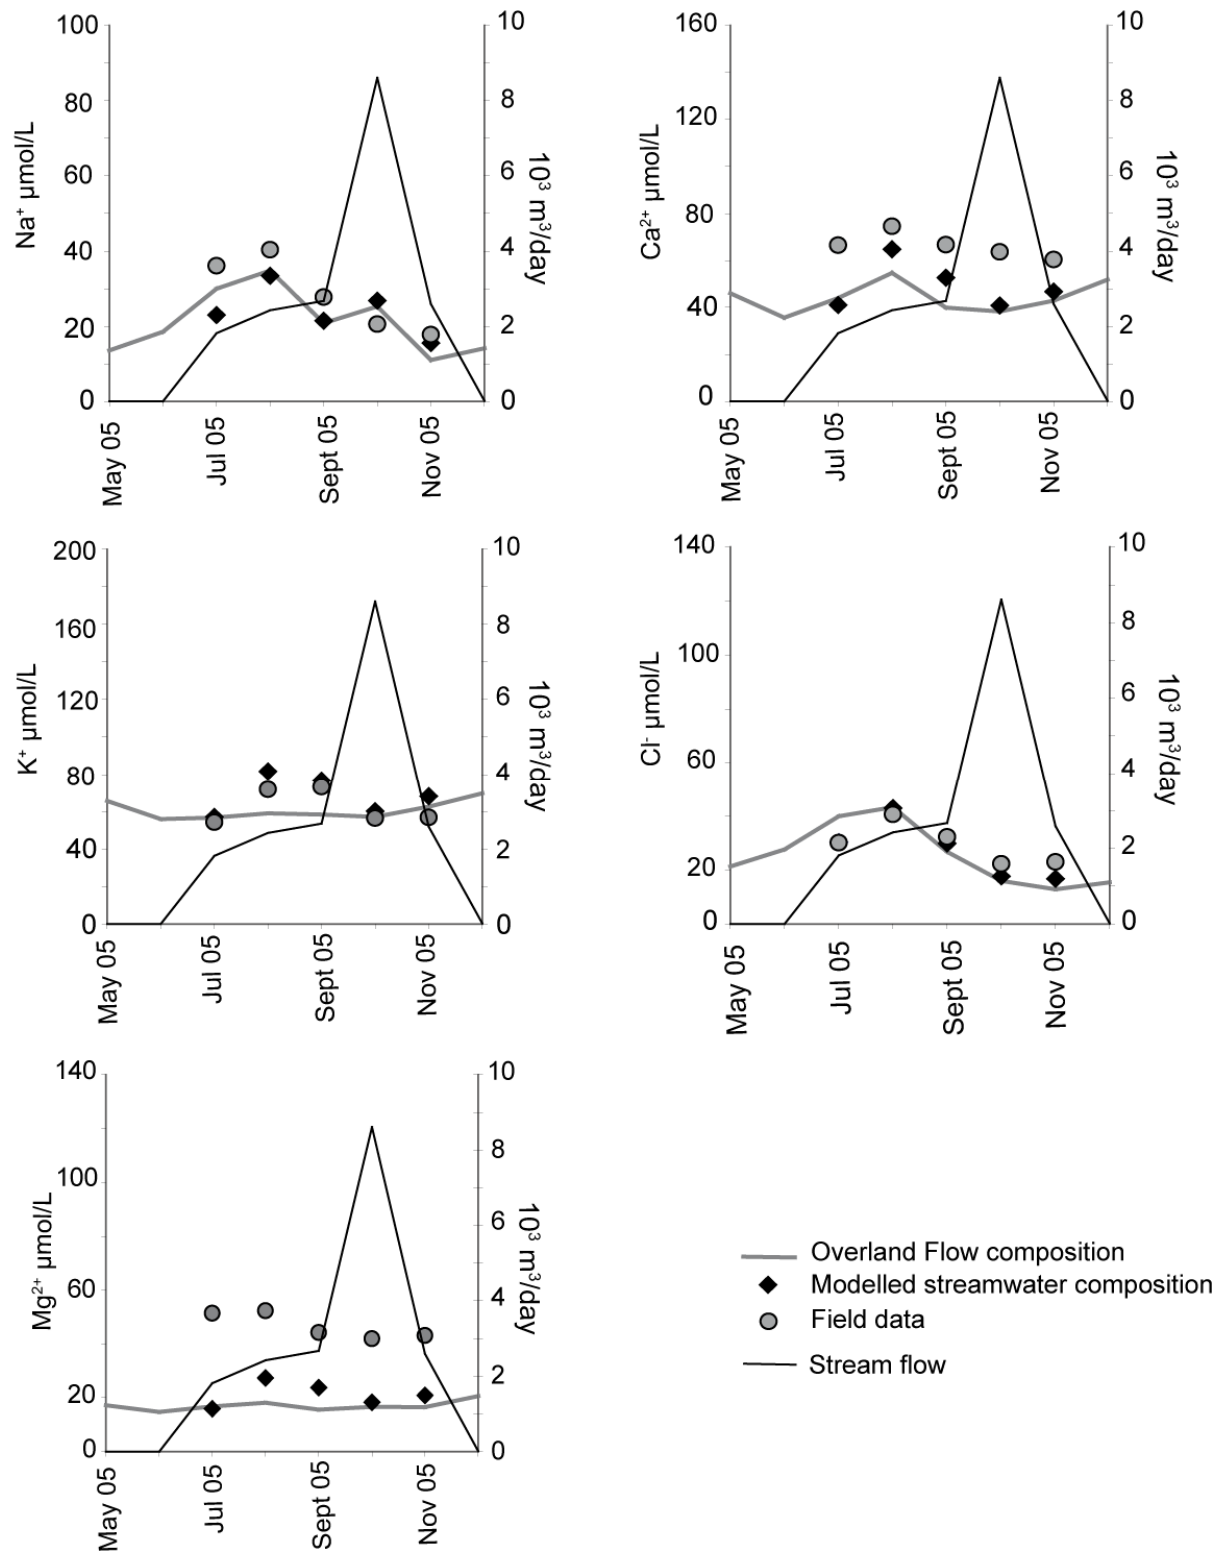 100
80
60
40
20
0
Na⁺ µmol/L
10
8
6
4
2
0
10³ m³/day
May 05
Jul 05
Sept 05
Nov 05
160
120
80
40
0
Ca²⁺ µmol/L
10
8
6
4
2
0
10³ m³/day
May 05
Jul 05
Sept 05
Nov 05
200
160
120
80
40
0
K⁺ µmol/L
10
8
6
4
2
0
10³ m³/day
May 05
Jul 05
Sept 05
Nov 05
140
100
60
20
0
Cl⁻ µmol/L
10
8
6
4
2
0
10³ m³/day
May 05
Jul 05
Sept 05
Nov 05
140
100
60
20
0
Mg²⁺ µmol/L
10
8
6
4
2
0
10³ m³/day
May 05
Jul 05
Sept 05
Nov 05
Overland Flow composition
Modelled streamwater composition
Field data
Stream flow